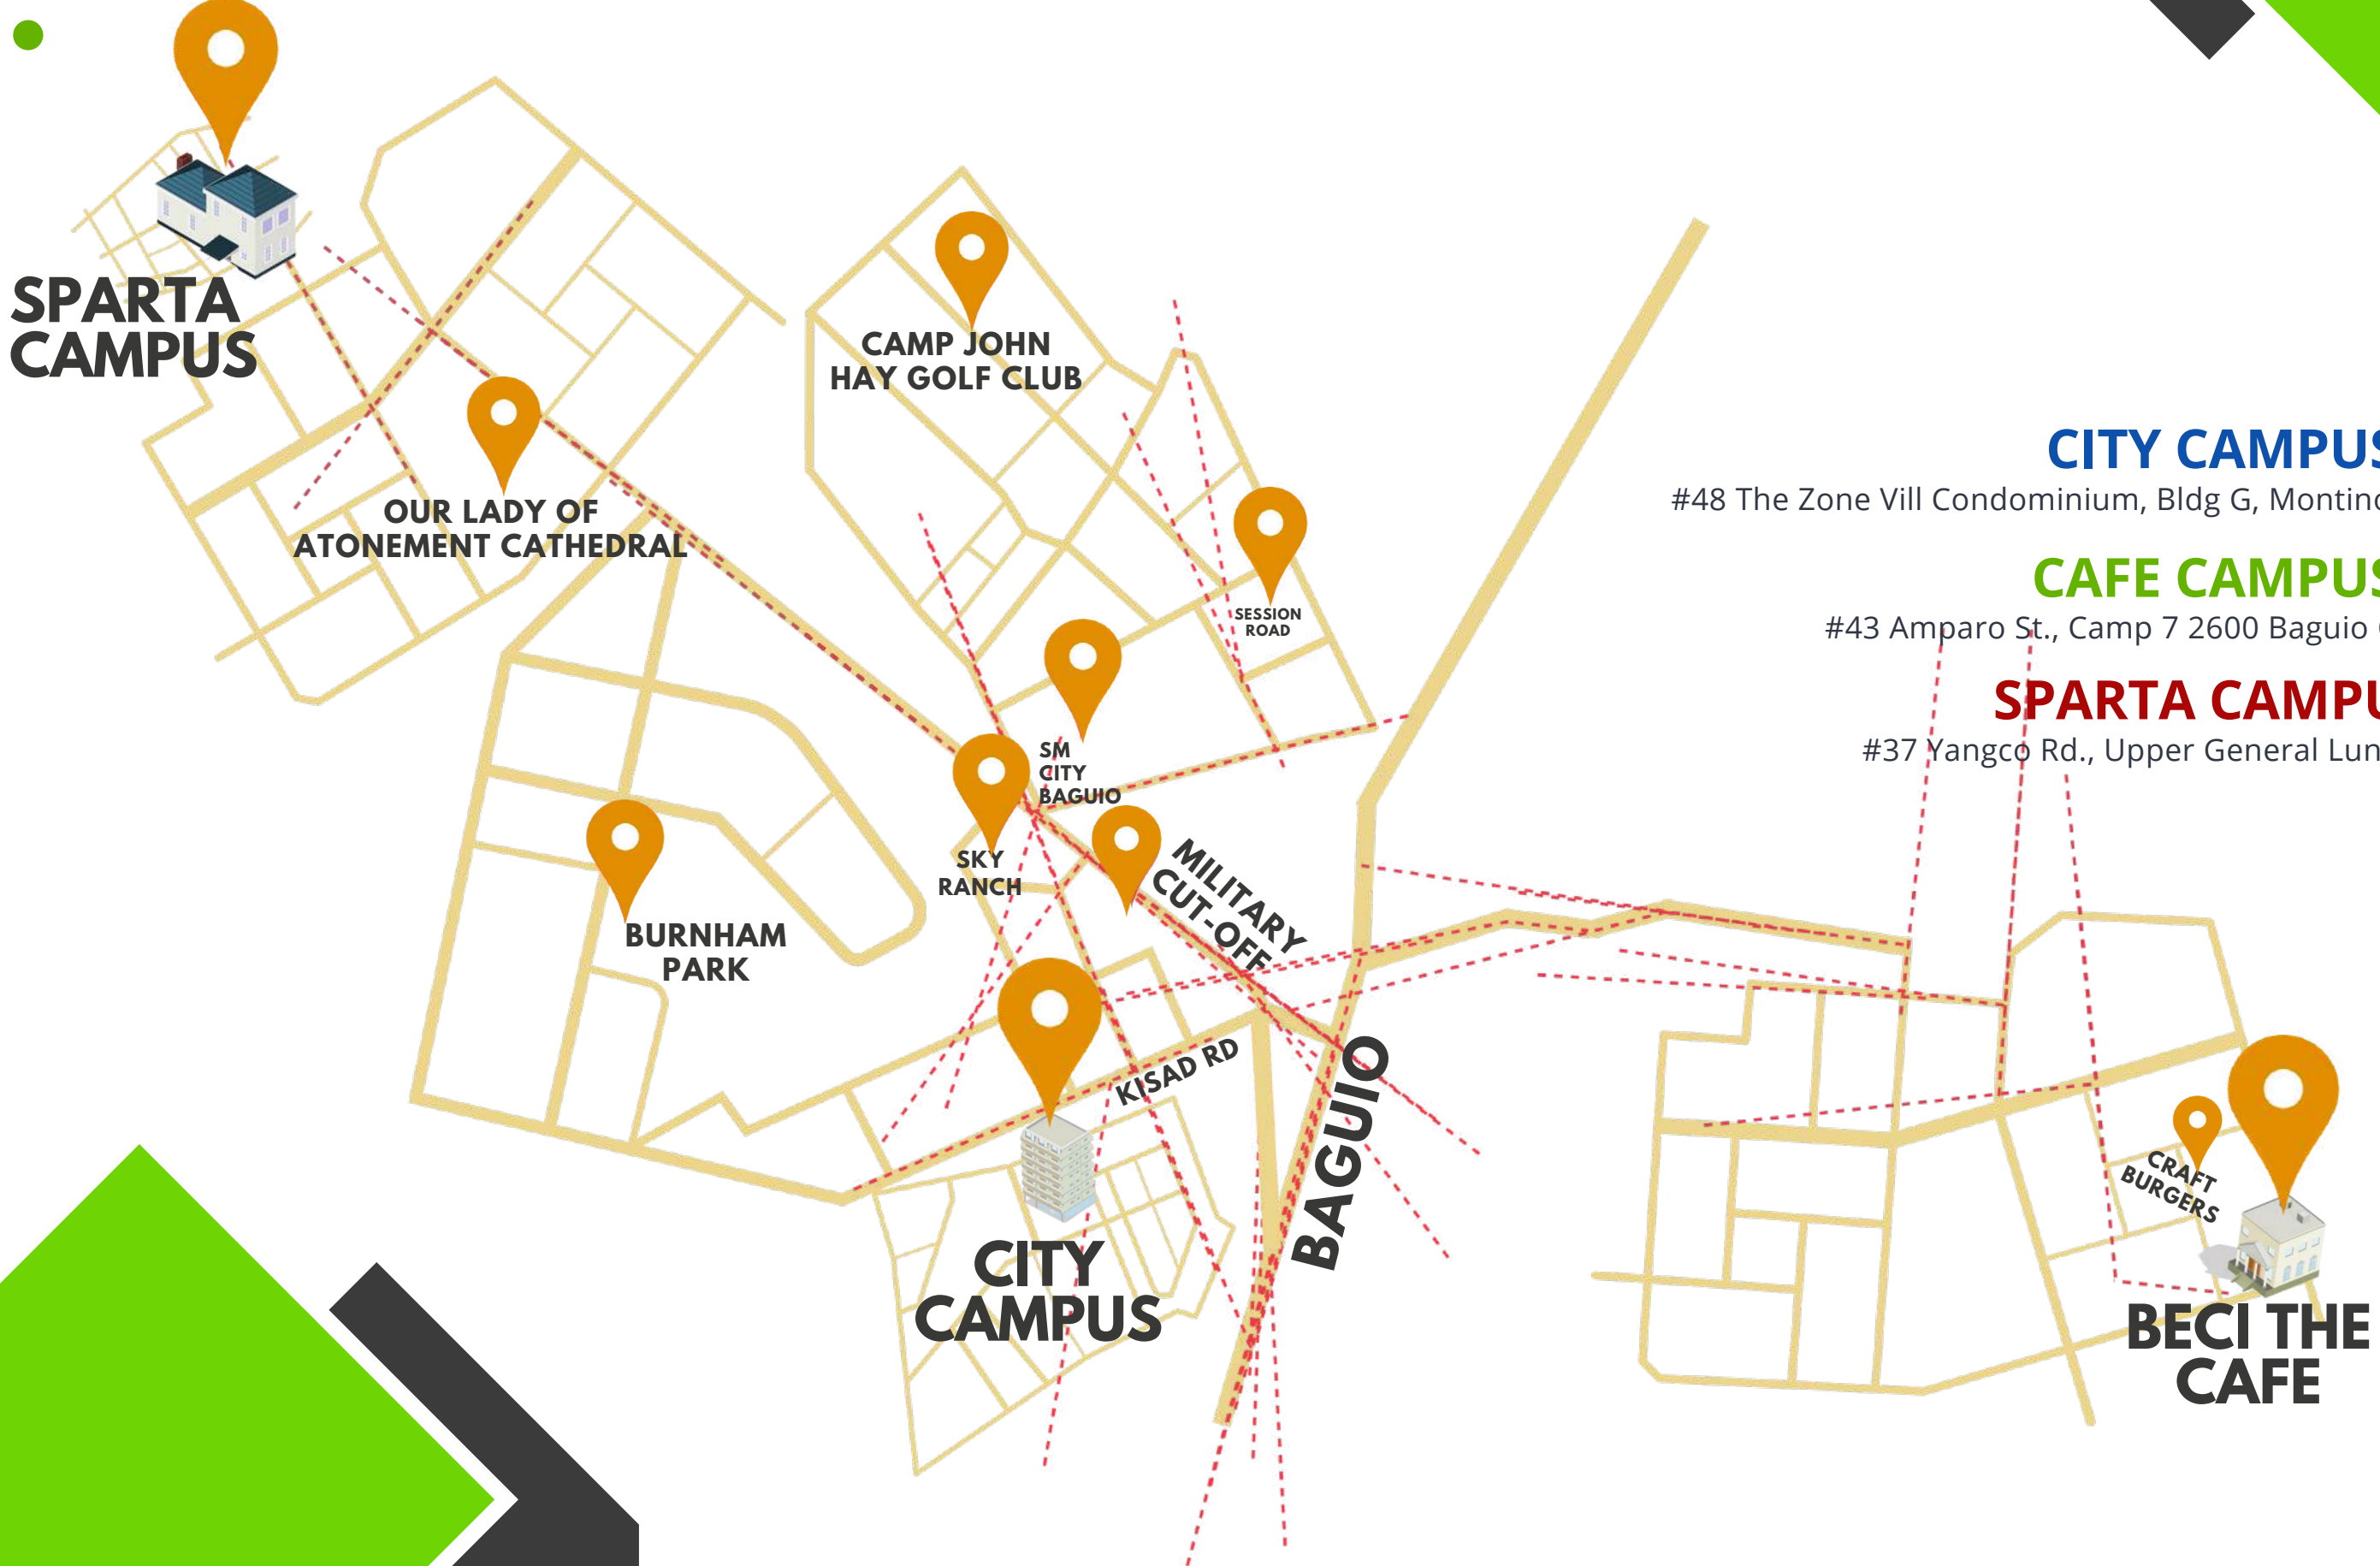 SPARTA
CAMPUS
CAMP JOHN
HAY GOLF CLUB
OUR LADY OF
ATONEMENT CATHEDRAL
SESSION
ROAD
SM
CITY
BAGUIO
SKY
RANCH
MILITARY
CUT-OFF
BURNHAM
PARK
KISAD RD
BAGUIO
CITY
CAMPUS
CITY CAMPUS
#48 The Zone Vill Condominium, Bldg G,
CAFE CAMPUS
#43 Amparo St., Camp 7 2600 Baguio
SPARTA
#37 Yangco Rd., Upper General
CRAFT
BURGERS
BECI THE
CAFE